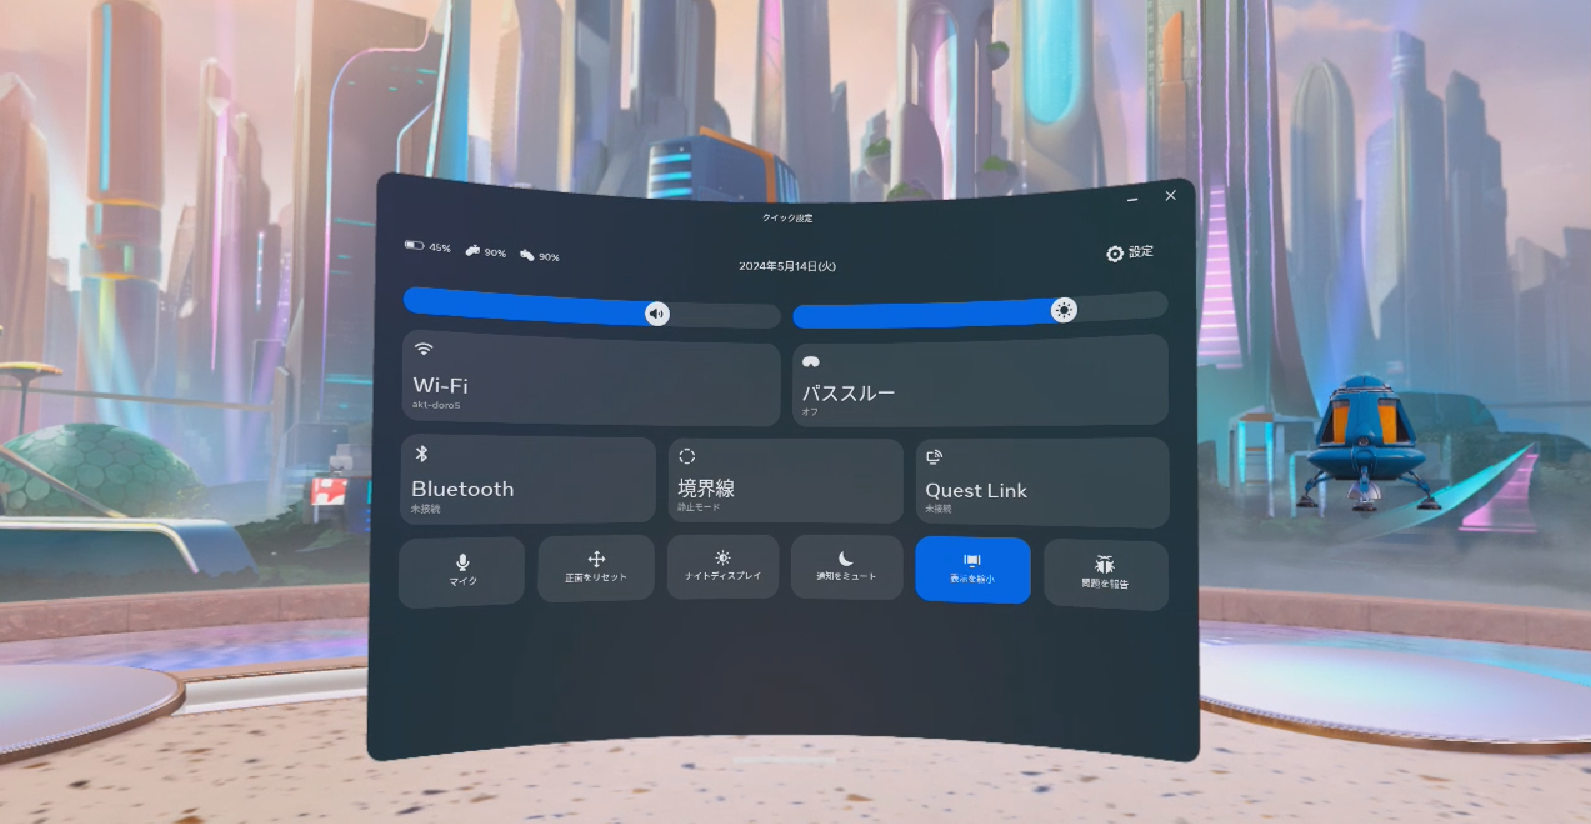 クイック設定
45% 90% 90%
2024年5月14日(火)
設定
Wi-Fi
akt-doro5
パススルー
オフ
Bluetooth
未接続
境界線
静止モード
Quest Link
未接続
マイク
正面をリセット
ナイトディスプレイ
通知をミュート
表示を縮小
問題を報告